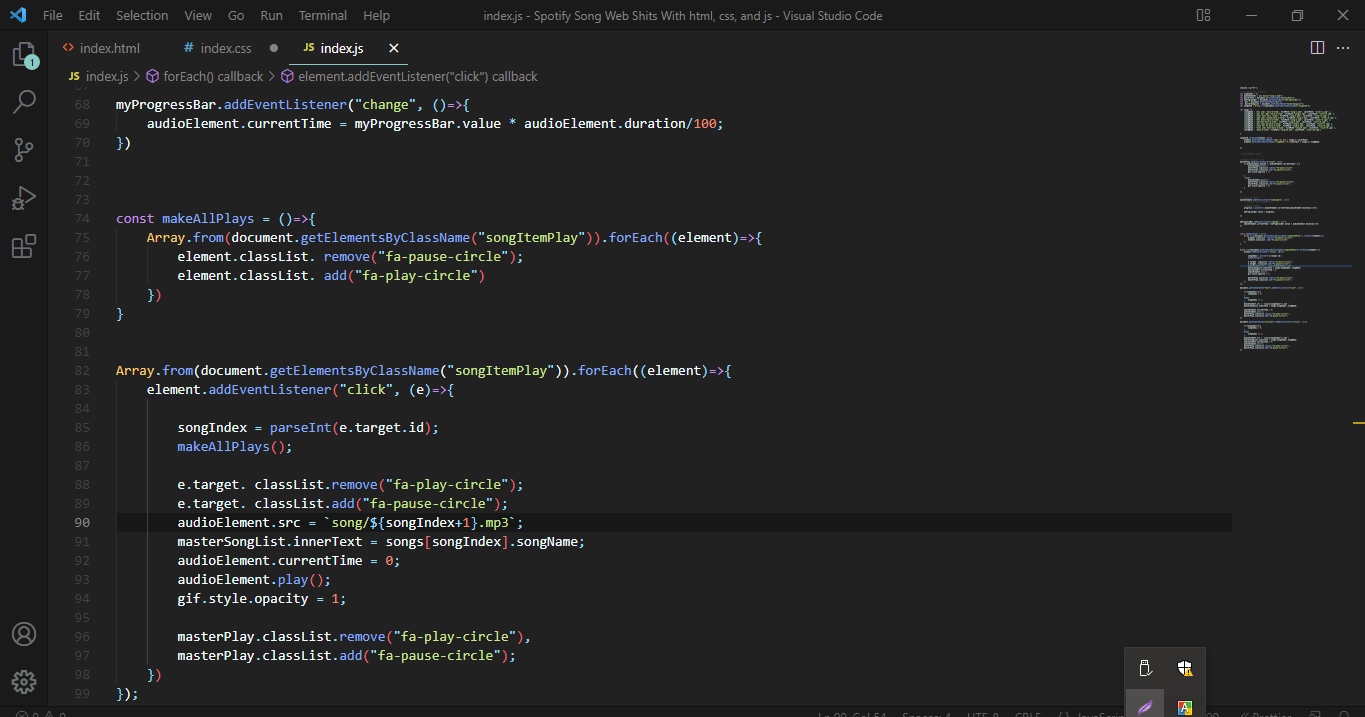 File Edit Selection View Go Run Terminal Help index.js - Spotify Song Web Shits With html, css, and js - Visual Studio Code
<> index.html # index.css ● JS index.js ×
JS index.js > forEach() callback > element.addEventListener("click") callback
1
68 myProgressBar.addEventListener("change", ()=>{
69 audioElement.currentTime = myProgressBar.value * audioElement.duration/100;
70 })
71
72
73
74 const makeAllPlays = ()=>{
75 Array.from(document.getElementsByClassName("songItemPlay")).forEach((element)=>{
76 element.classList. remove("fa-pause-circle");
77 element.classList. add("fa-play-circle")
78 })
79 }
80
81
82 Array.from(document.getElementsByClassName("songItemPlay")).forEach((element)=>{
83 element.addEventListener("click", (e)=>{
84
85 songIndex = parseInt(e.target.id);
86 makeAllPlays();
87
88 e.target. classList.remove("fa-play-circle");
89 e.target. classList.add("fa-pause-circle");
90 audioElement.src = `song/${songIndex+1}.mp3`;
91 masterSongList.innerText = songs[songIndex].songName;
92 audioElement.currentTime = 0;
93 audioElement.play();
94 gif.style.opacity = 1;
95
96 masterPlay.classList.remove("fa-play-circle"),
97 masterPlay.classList.add("fa-pause-circle");
98 })
99 });